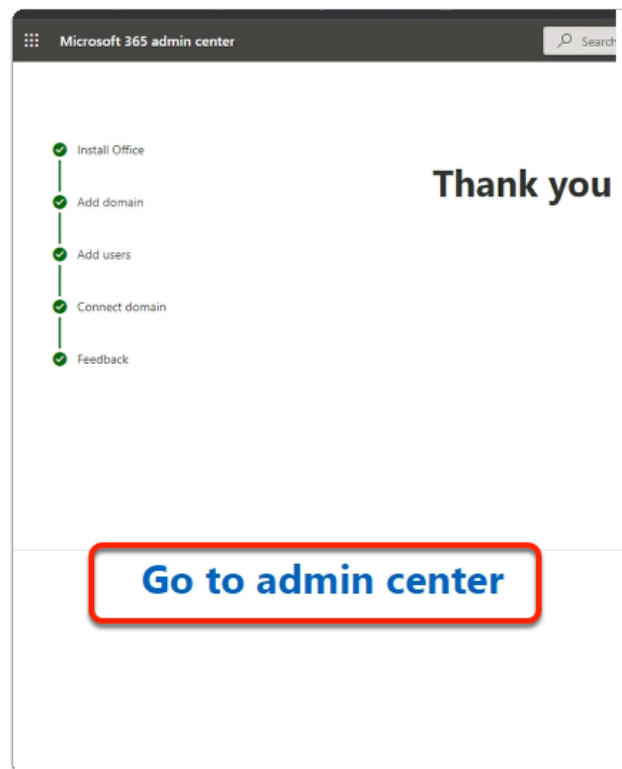 Microsoft 365 admin center
Search
Install Office
Add domain
Thank you
Add users
Connect domain
Feedback
Go to admin center